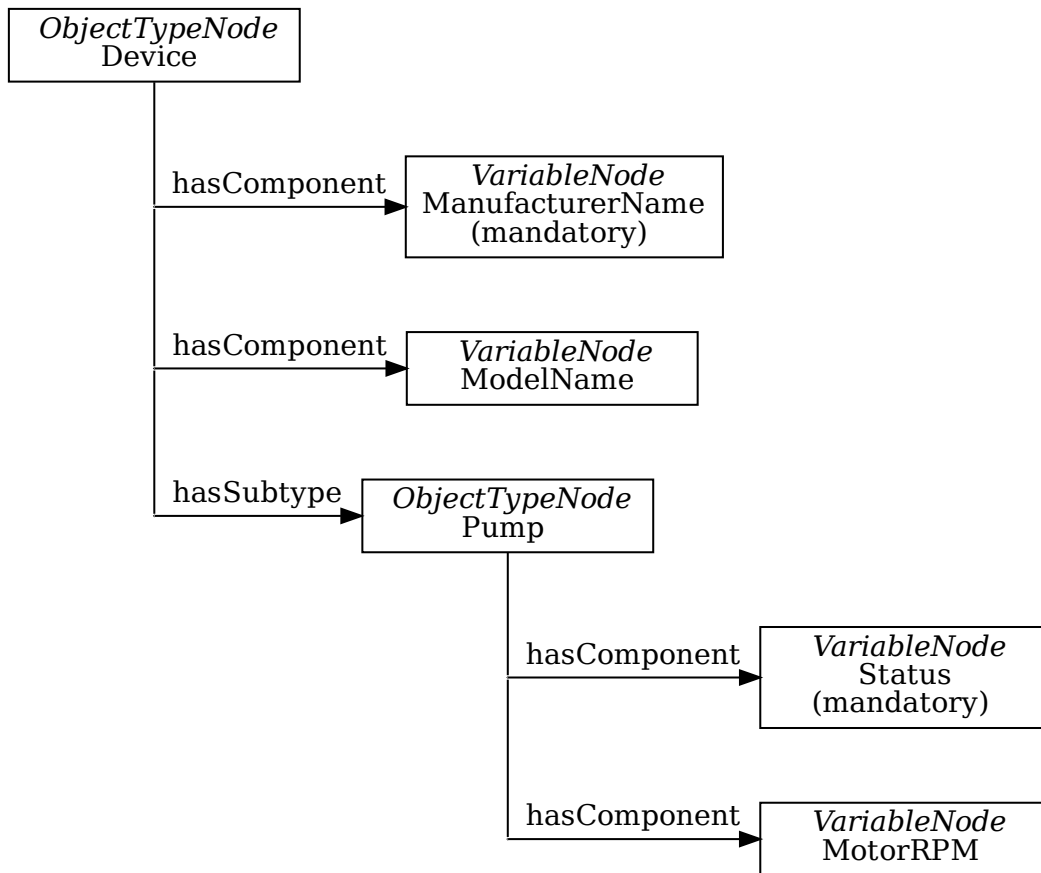 ObjectTypeNode
Device
hasComponent
VariableNode
ManufacturerName
(mandatory)
hasComponent
VariableNode
ModelName
hasSubtype
ObjectTypeNode
Pump
hasComponent
VariableNode
Status
(mandatory)
hasComponent
VariableNode
MotorRPM